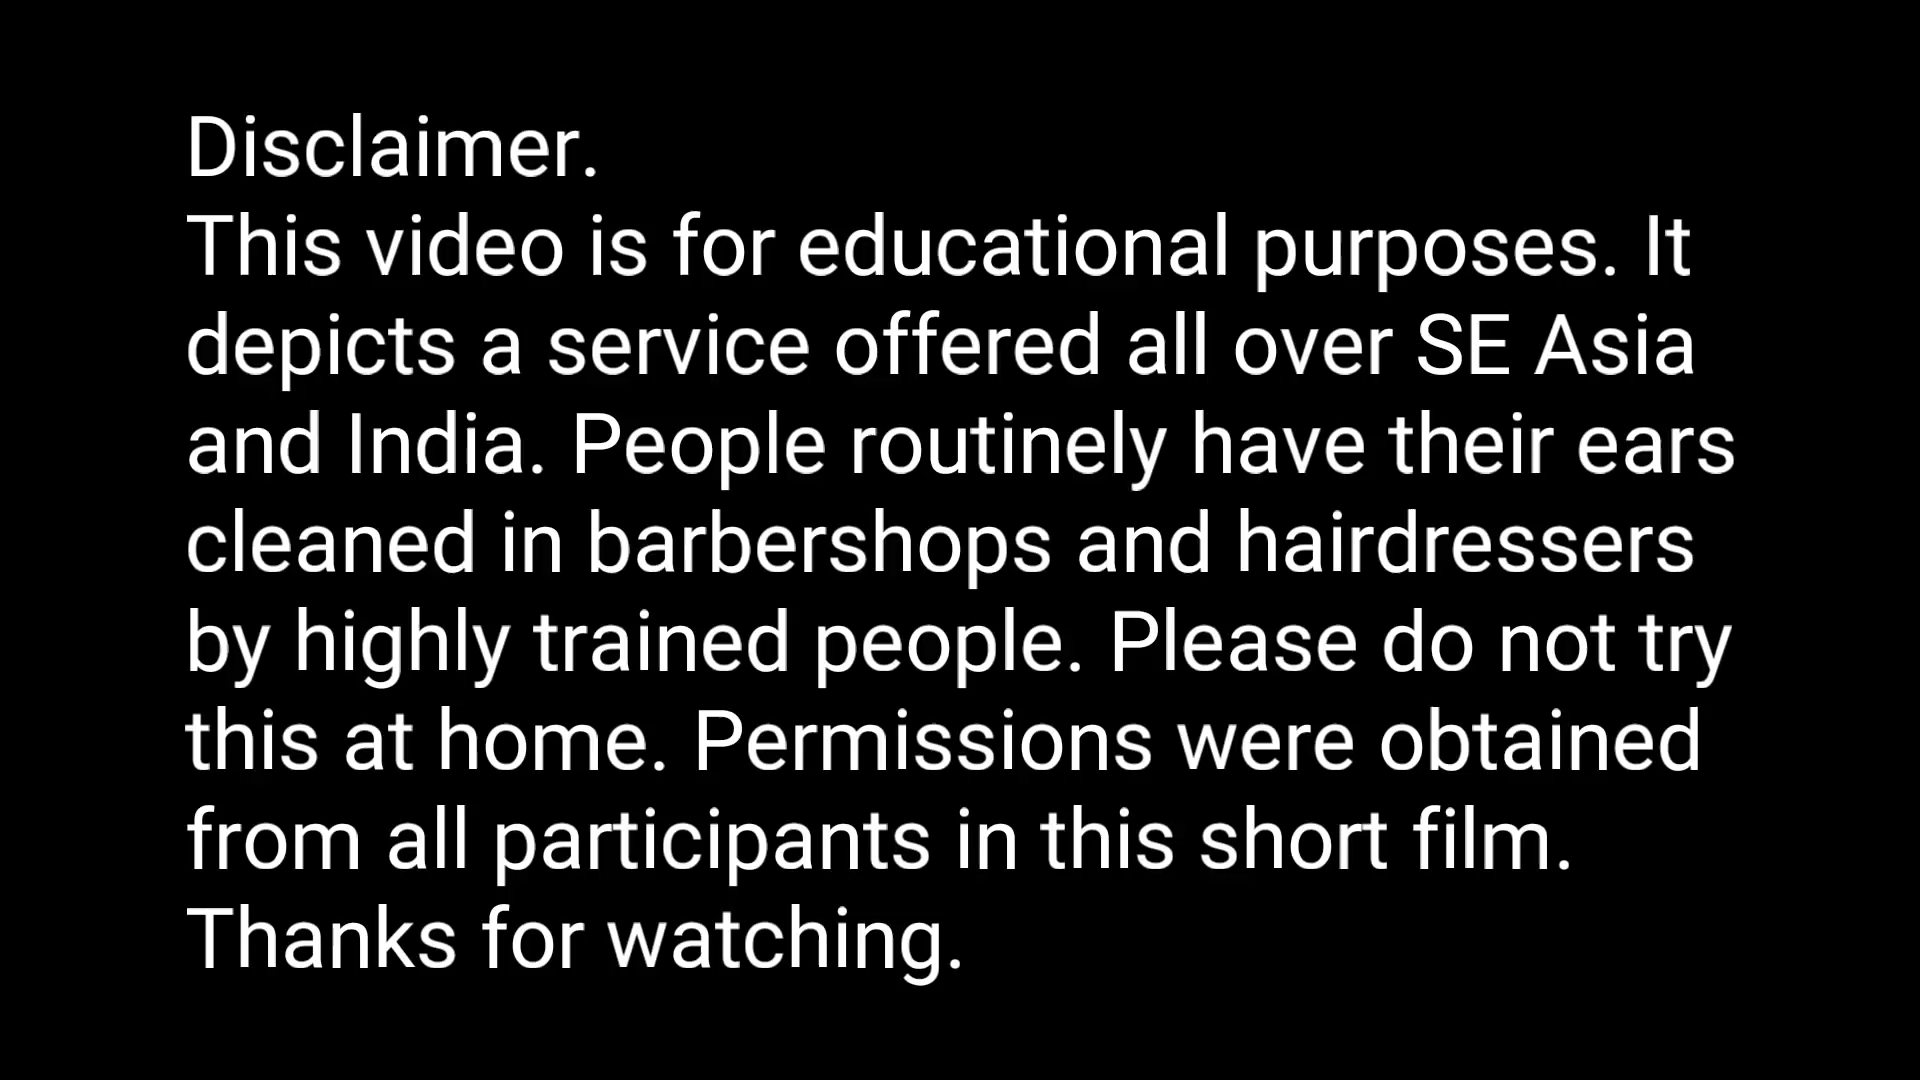 Disclaimer.
This video is for educational purposes. It
depicts a service offered all over SE Asia
and India. People routinely have their ears
cleaned in barbershops and hairdressers
by highly trained people. Please do not try
this at home. Permissions were obtained
from all participants in this short film.
Thanks for watching.